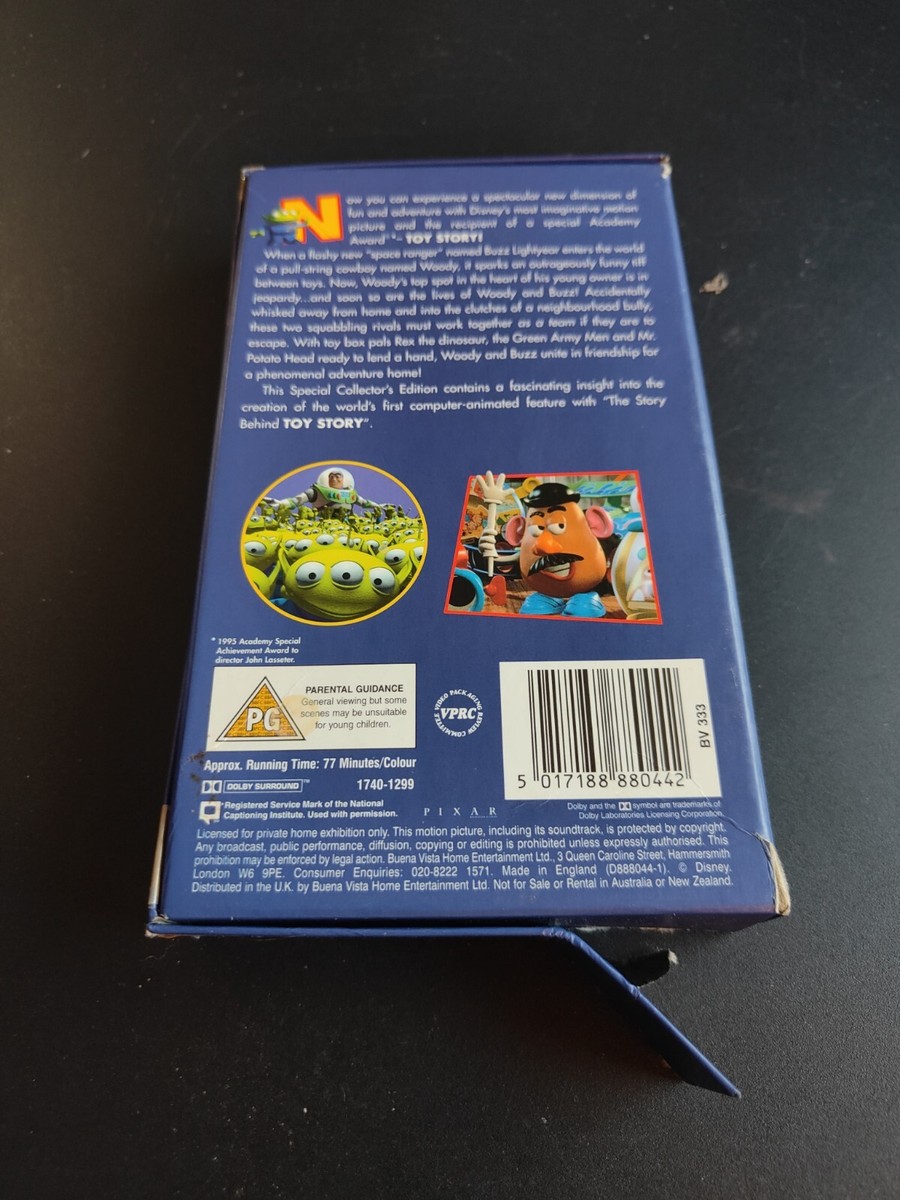 Now you can experience a spectacular new dimension of
fun and adventure with Disney's most imaginative motion
picture and the recipient of a special Academy
Award®*– TOY STORY!
When a flashy new "space ranger" named Buzz Lightyear enters the world
of a pull-string cowboy named Woody, it sparks an outrageously funny tiff
between toys. Now, Woody's top spot in the heart of his young owner is in
jeopardy...and soon so are the lives of Woody and Buzz! Accidentally
whisked away from home and into the clutches of a neighbourhood bully,
these two squabbling rivals must work together as a team if they are to
escape. With toy box pals Rex the dinosaur, the Green Army Men and Mr.
Potato Head ready to lend a hand, Woody and Buzz unite in friendship for
a phenomenal adventure home!
This Special Collector's Edition contains a fascinating insight into the
creation of the world's first computer-animated feature with "The Story
Behind TOY STORY".
* 1995 Academy Special
Achievement Award to
director John Lasseter.
PG
PARENTAL GUIDANCE
General viewing but some
scenes may be unsuitable
for young children.
VIDEO PACKAGING REVIEW COMMITTEE
VPRC
BV 333
5 017188 880442
Approx. Running Time: 77 Minutes/Colour
DOLBY SURROUND™
1740-1299
Registered Service Mark of the National
Captioning Institute. Used with permission.
PIXAR
Dolby and the symbol are trademarks of
Dolby Laboratories Licensing Corporation.
Licensed for private home exhibition only. This motion picture, including its soundtrack, is protected by copyright.
Any broadcast, public performance, diffusion, copying or editing is prohibited unless expressly authorised. This
prohibition may be enforced by legal action. Buena Vista Home Entertainment Ltd., 3 Queen Caroline Street, Hammersmith
London W6 9PE. Consumer Enquiries: 020-8222 1571. Made in England (D888044-1). © Disney.
Distributed in the U.K. by Buena Vista Home Entertainment Ltd. Not for Sale or Rental in Australia or New Zealand.